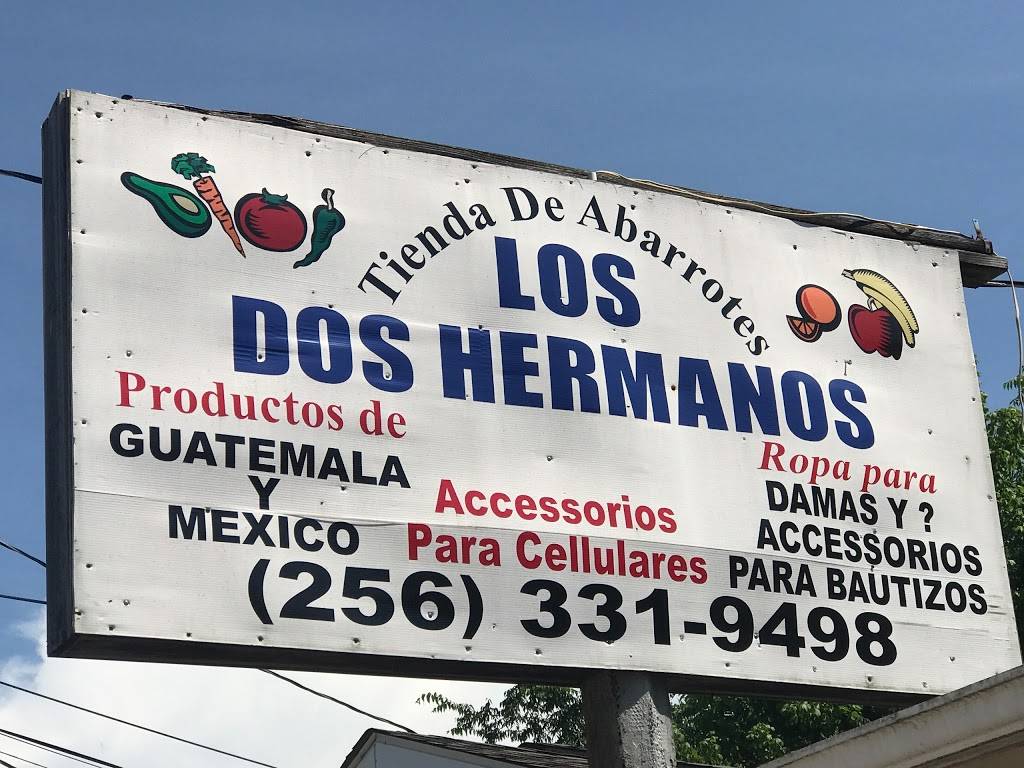 Tienda De Abarrotes
LOS
DOS HERMANOS
Productos de
GUATEMALA
Y
MEXICO
Accessorios
Para Cellulares
Ropa para
DAMAS Y ?
ACCESSORIOS
PARA BAUTIZOS
(256) 331-9498